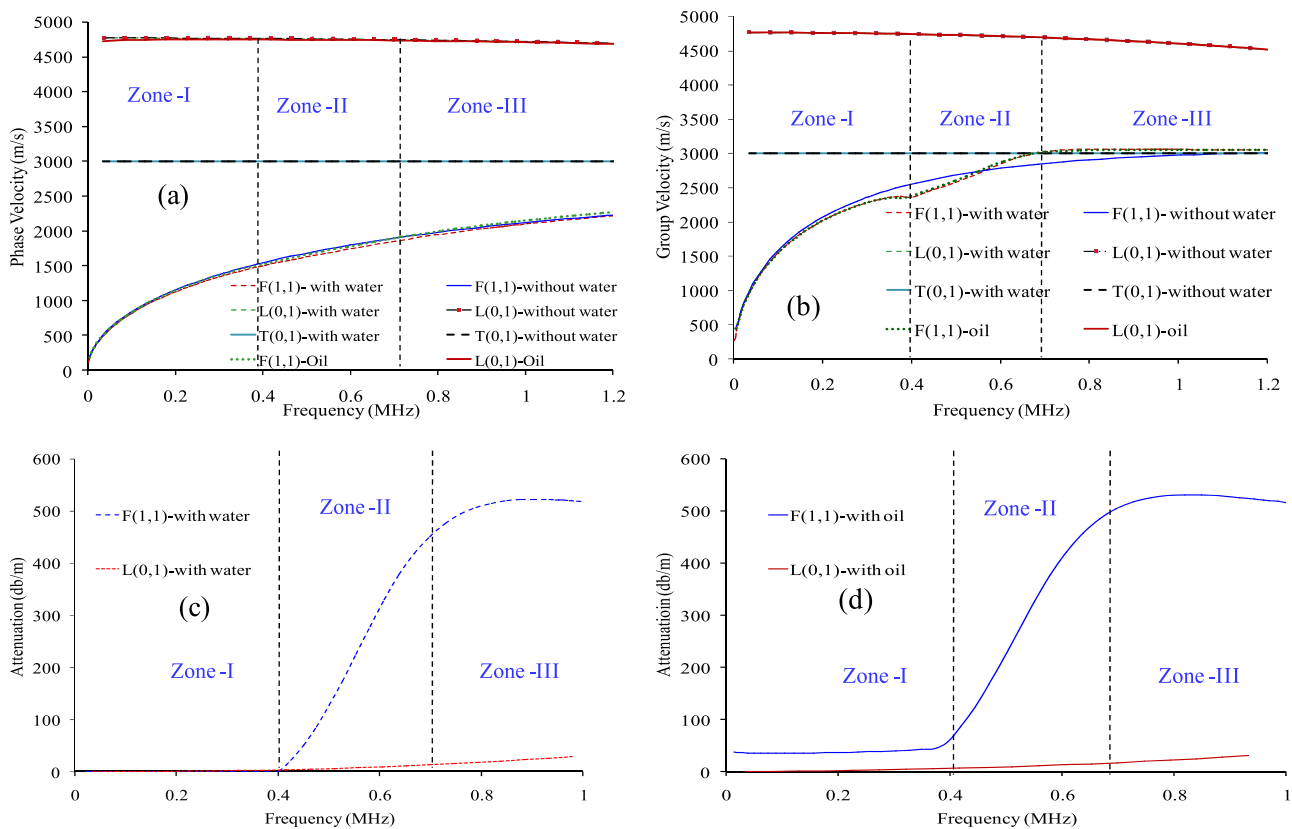 5000
4500
4000
3500
3000
2500
2000
1500
1000
500
0
Phase Velocity (m/s)
Zone -I
Zone -II
Zone -III
(a)
F(1,1)- with water
F(1,1)-without water
L(0,1)-with water
L(0,1)-without water
T(0,1)-with water
T(0,1)-without water
F(1,1)-Oil
L(0,1)-Oil
0 0.2 0.4 0.6 0.8 1 1.2
Frequency (MHz)
5000
4500
4000
3500
3000
2500
2000
1500
1000
500
0
Group Velocity (m/s)
Zone -I
Zone -II
Zone -III
(b)
F(1,1)-with water
F(1,1)- without water
L(0,1)-with water
L(0,1)-without water
T(0,1)-with water
T(0,1)-without water
F(1,1)-oil
L(0,1)-oil
0 0.2 0.4 0.6 0.8 1 1.2
Frequency (MHz)
600
500
400
300
200
100
0
Attenuation (db/m)
F(1,1)-with water
L(0,1)-with water
Zone -II
(c)
Zone -I
Zone -III
0 0.2 0.4 0.6 0.8 1
Frequency (MHz)
600
500
400
300
200
100
0
Attenuatioin (db/m)
F(1,1)-with oil
L(0,1)-with oil
Zone -II
(d)
Zone -I
Zone -III
0 0.2 0.4 0.6 0.8 1
Frequency (MHz)